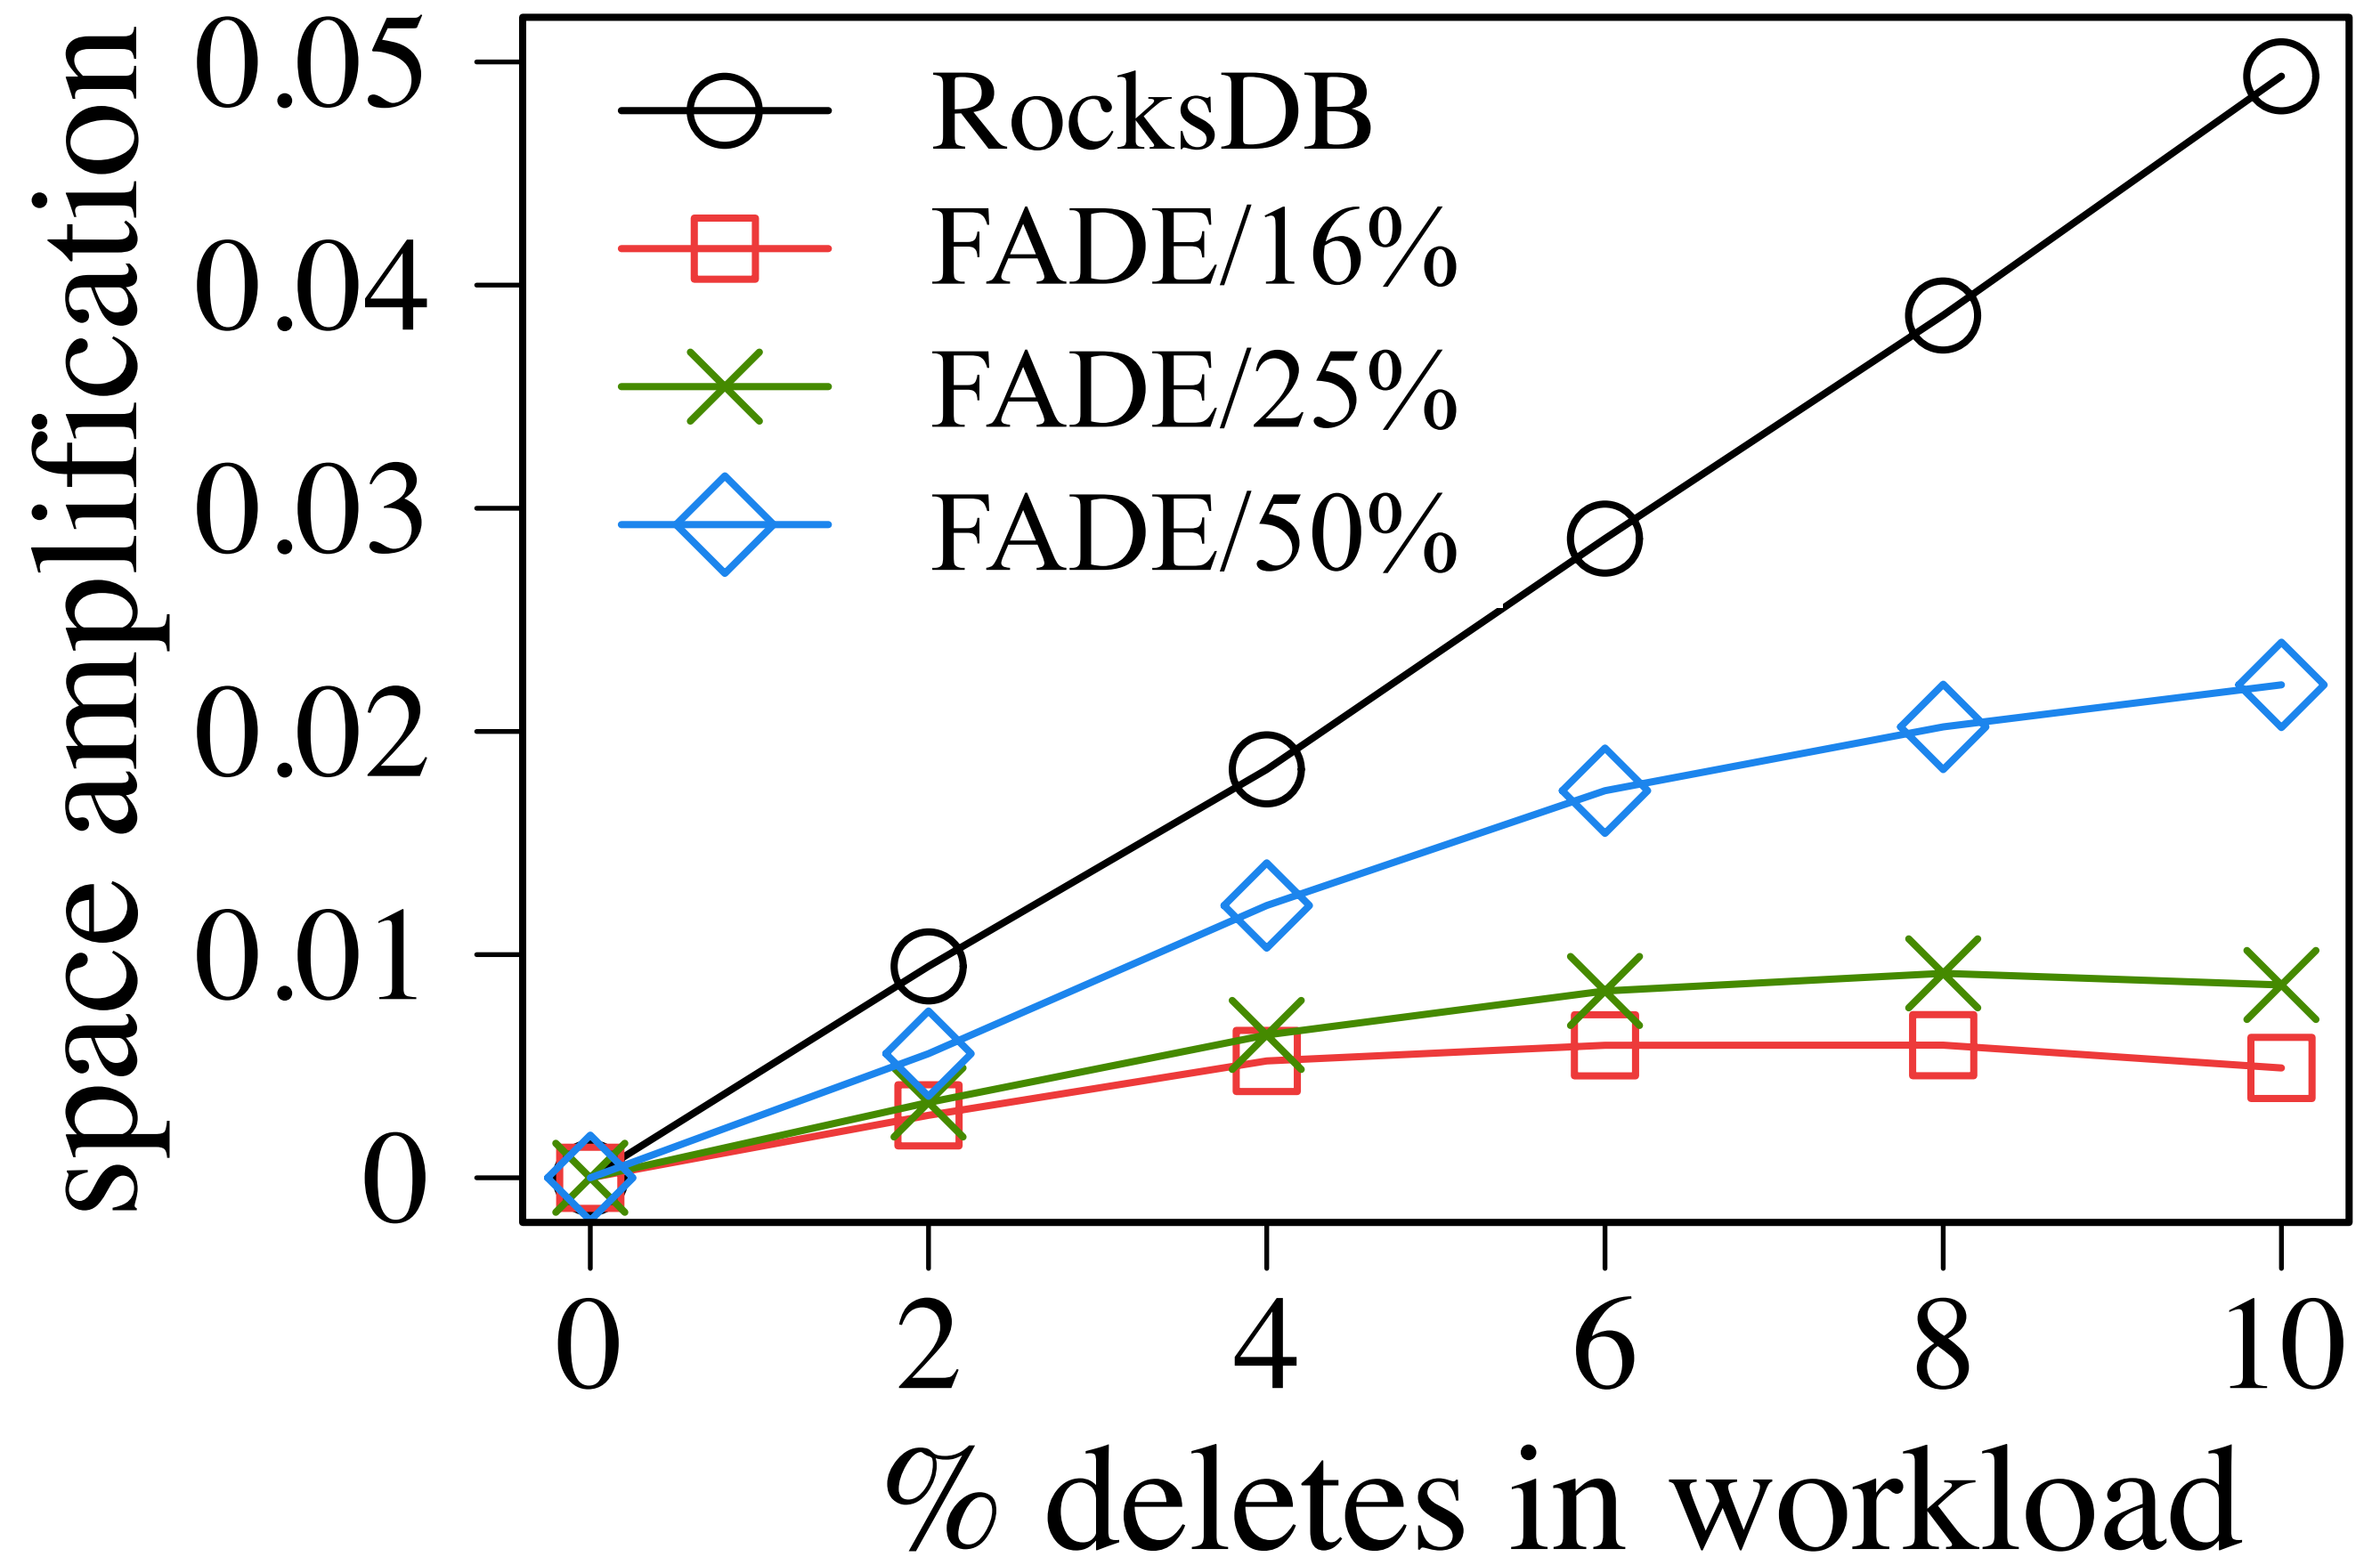 space amplification
0.05
0.04
0.03
0.02
0.01
0
RocksDB
FADE/16%
FADE/25%
FADE/50%
0 2 4 6 8 10
% deletes in workload